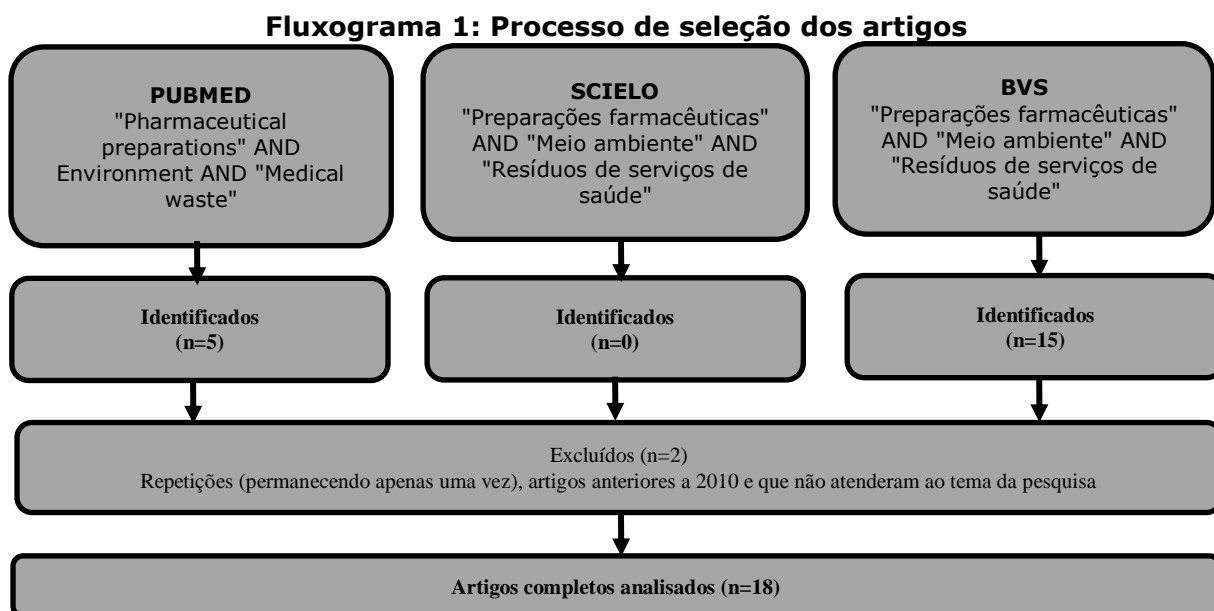 Fluxograma 1: Processo de seleção dos artigos
PUBMED
"Pharmaceutical
preparations" AND
Environment AND "Medical
waste"
SCIELO
"Preparações farmacêuticas"
AND "Meio ambiente" AND
"Resíduos de serviços de
saúde"
BVS
"Preparações farmacêuticas"
AND "Meio ambiente" AND
"Resíduos de serviços de
saúde"
Identificados
(n=5)
Identificados
(n=0)
Identificados
(n=15)
Excluídos (n=2)
Repetições (permanecendo apenas uma vez), artigos anteriores a 2010 e que não atenderam ao tema da pesquisa
Artigos completos analisados (n=18)